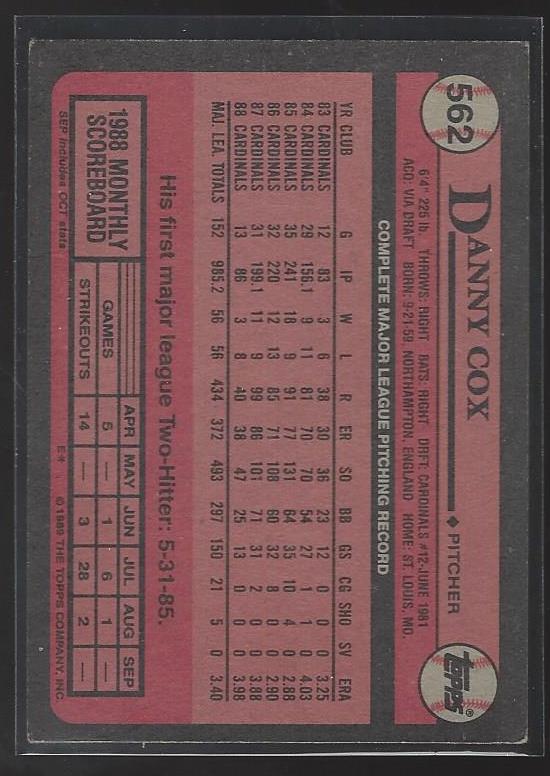 562
DANNY COX
◆ PITCHER
topps®
6'4" 225 lb. THROWS: RIGHT BATS: RIGHT DRFT: CARDINALS #12-JUNE 1981
ACQ: VIA DRAFT BORN: 9-21-59, NORTHAMPTON, ENGLAND HOME: ST. LOUIS, MO.
COMPLETE MAJOR LEAGUE PITCHING RECORD
YR CLUB G IP W L R ER SO BB GS CG SHO SV ERA
83 CARDINALS 12 83 3 6 38 30 36 23 12 0 0 0 3.25
84 CARDINALS 29 156.1 9 11 81 70 70 54 27 1 1 0 4.03
85 CARDINALS 35 241 18 9 91 77 131 64 35 10 4 0 2.88
86 CARDINALS 32 220 12 13 85 71 108 60 32 8 0 0 2.90
87 CARDINALS 31 199.1 11 9 99 86 101 71 31 2 0 0 3.88
88 CARDINALS 13 86 3 8 40 38 47 25 13 0 0 0 3.98
MAJ. LEA. TOTALS 152 985.2 56 56 434 372 493 297 150 21 5 0 3.40
His first major league Two-Hitter: 5-31-85.
1988 MONTHLY
SCOREBOARD
APR MAY JUN JUL AUG SEP
GAMES 5 — 1 6 1 —
STRIKEOUTS 14 — 3 28 2 —
SEP includes OCT stats
E* ©1989 THE TOPPS COMPANY, INC.